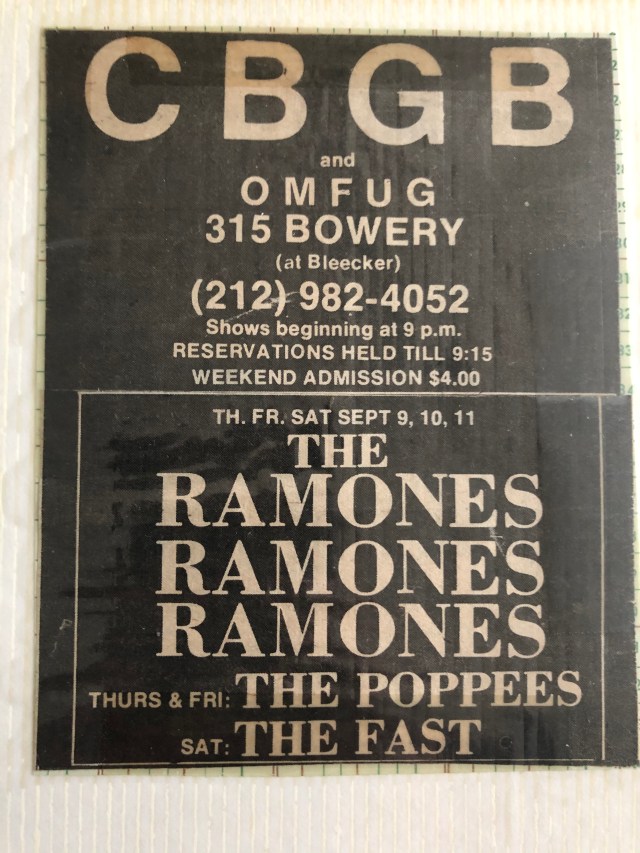 CBGB
and
OMFUG
315 BOWERY
(at Bleecker)
(212) 982-4052
Shows beginning at 9 p.m.
RESERVATIONS HELD TILL 9:15
WEEKEND ADMISSION $4.00
TH. FR. SAT SEPT 9, 10, 11
THE
RAMONES
RAMONES
RAMONES
THURS & FRI: THE POPPEES
SAT: THE FAST